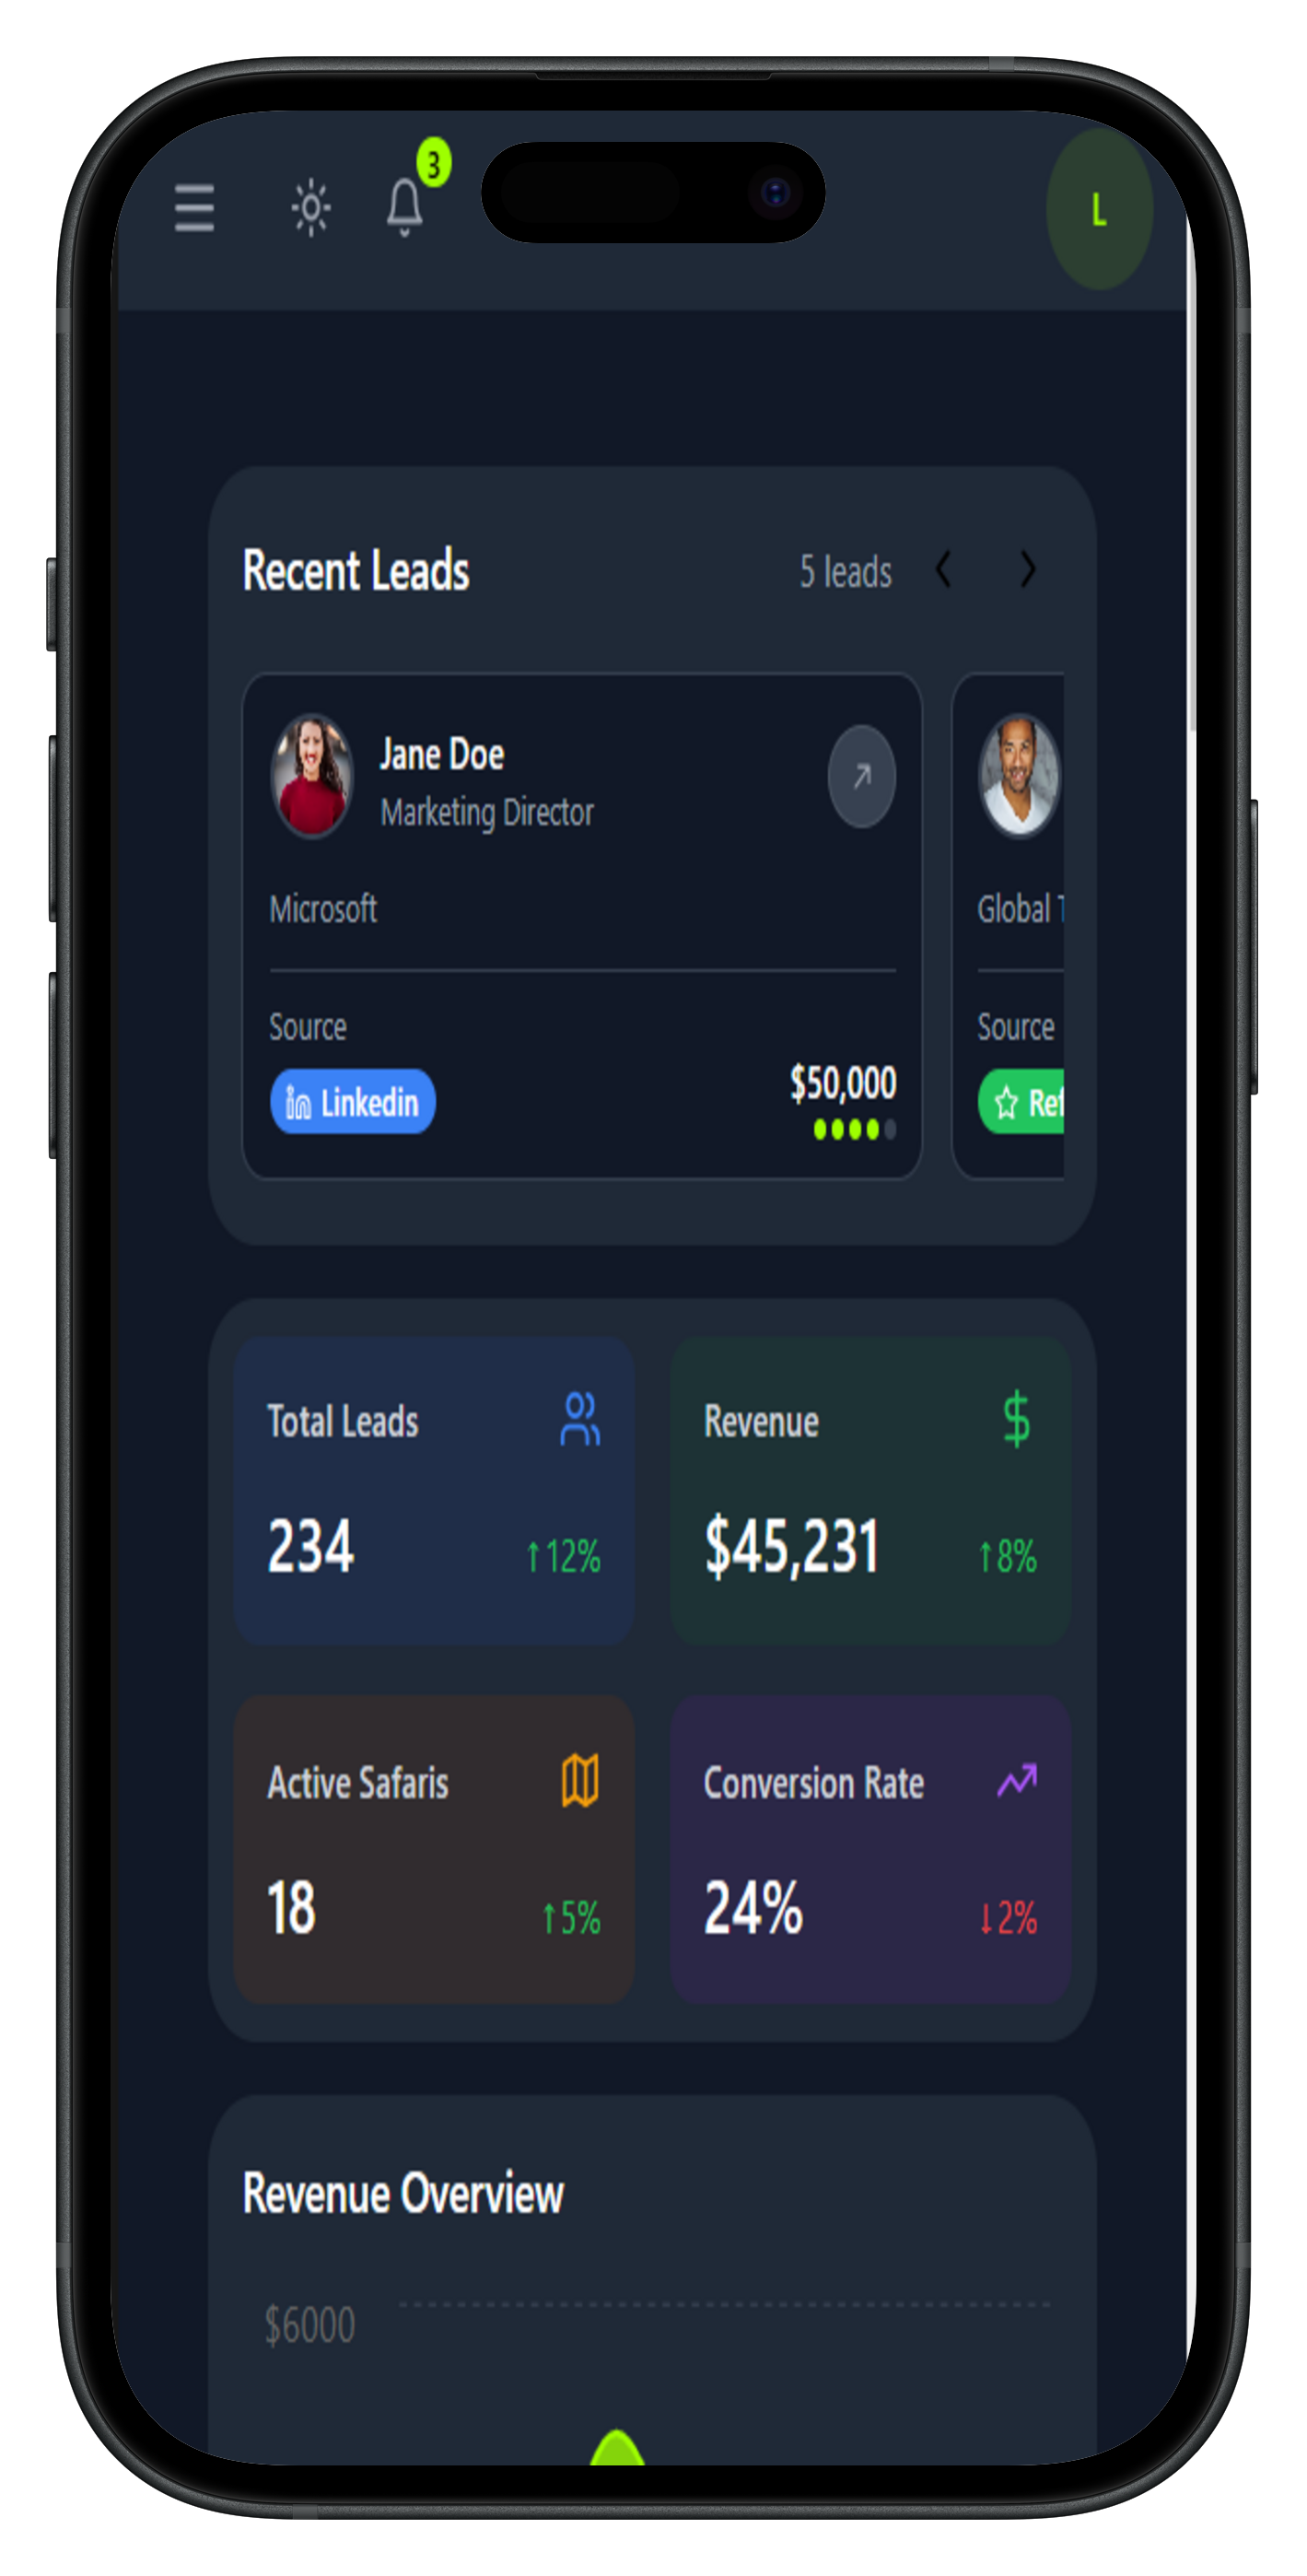 3
L
Recent Leads
5 leads
Jane Doe
Marketing Director
Microsoft
Global
Source
Source
Linkedin
$50,000
Ref
Total Leads
Revenue
234
↑12%
$45,231
↑8%
Active Safaris
Conversion Rate
18
↑5%
24%
↓2%
Revenue Overview
$6000